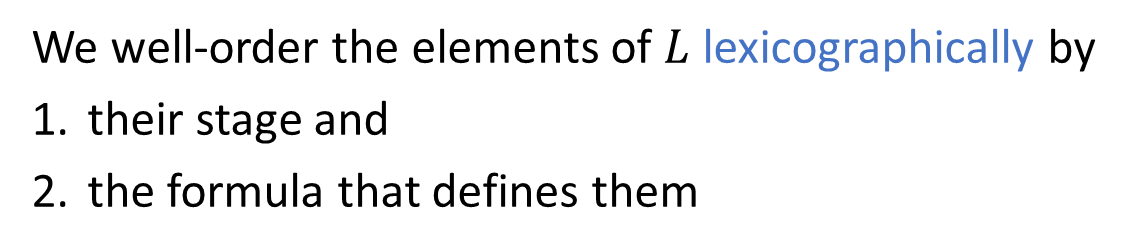 We well-order the elements of L lexicographically by
1. their stage and
2. the formula that defines them